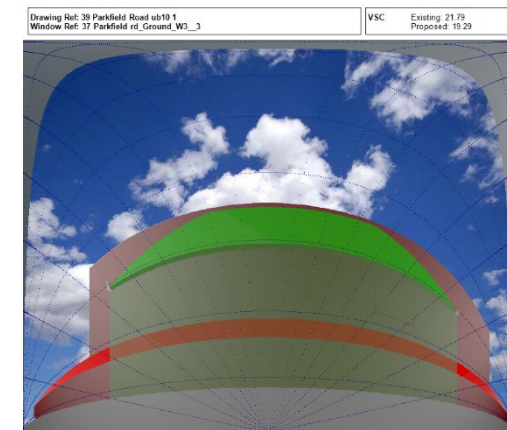 Drawing Ref: 39 Parkfield Road ub10 1
Window Ref: 37 Parkfield rd_Ground_W3__3
VSC Existing: 21.79
Proposed: 19.29